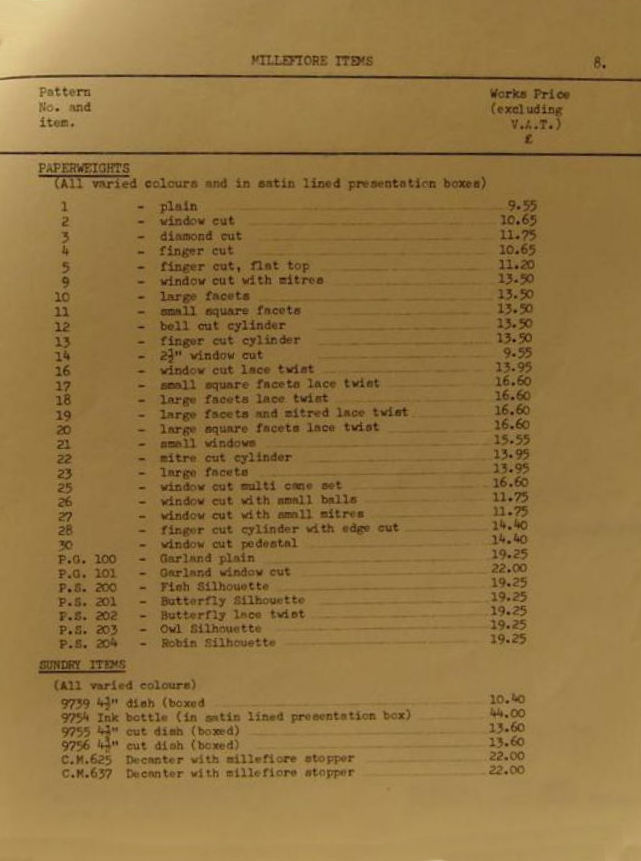 MILLEFIORE ITEMS 8.
Pattern
No. and
item.
Works Price
(excluding
V.A.T.)
£
PAPERWEIGHTS
(All varied colours and in satin lined presentation boxes)
1 - plain 9.55
2 - window cut 10.65
3 - diamond cut 11.75
4 - finger cut 10.65
5 - finger cut, flat top 11.20
9 - window cut with mitres 13.50
10 - large facets 13.50
11 - small square facets 13.50
12 - bell cut cylinder 13.50
13 - finger cut cylinder 13.50
14 - window cut 9.55
16 - window cut lace twist 13.95
17 - small square facets lace twist 16.60
18 - large facets lace twist 16.60
19 - large facets and mitred lace twist 16.60
20 - large square facets lace twist 16.60
21 - small windows 15.55
22 - mitre cut cylinder 13.95
23 - large facets 13.95
25 - window cut multi cane set 16.60
26 - window cut with small balls 11.75
27 - window cut with small mitres 11.75
28 - finger cut cylinder with edge cut 14.40
30 - window cut pedestal 14.40
P.G. 100 - Garland plain 19.25
P.G. 101 - Garland window cut 22.00
P.S. 200 - Fish Silhouette 19.25
P.S. 201 - Butterfly Silhouette 19.25
P.S. 202 - Butterfly lace twist 19.25
P.S. 203 - Owl Silhouette 19.25
P.S. 204 - Robin Silhouette 19.25
SUNDRY ITEMS
(All varied colours)
9739 dish (boxed 10.40
9754 Ink bottle (in satin lined presentation box) 44.00
9755 cut dish (boxed) 13.60
9756 cut dish (boxed) 13.60
C.M.625 Decanter with millefiore stopper 22.00
C.M.637 Decanter with millefiore stopper 22.00